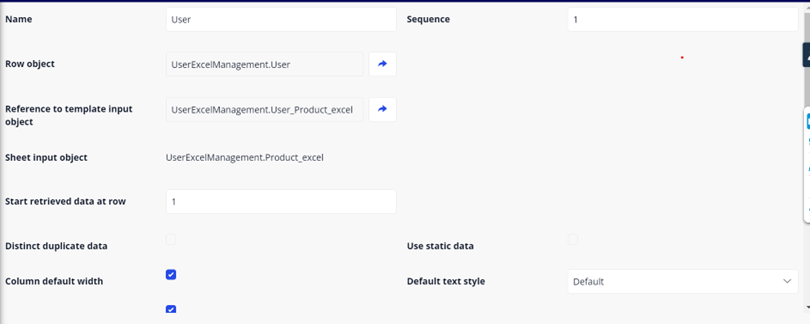 Name User Sequence 1
Row object UserExcelManagement.User
Reference to template input
object UserExcelManagement.User_Product_excel
Sheet input object UserExcelManagement.Product_excel
Start retrieved data at row 1
Distinct duplicate data Use static data
Column default width Default text style Default